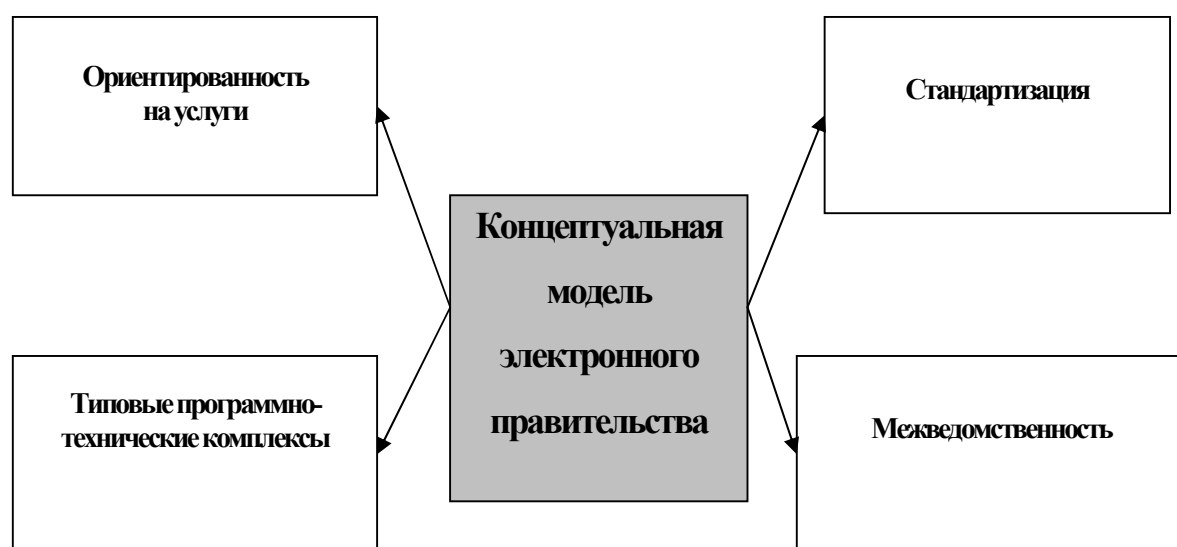 Ориентированность
на услуги
Стандартизация
Концептуальная
модель
электронного
правительства
Типовые программно-
технические комплексы
Межведомственность